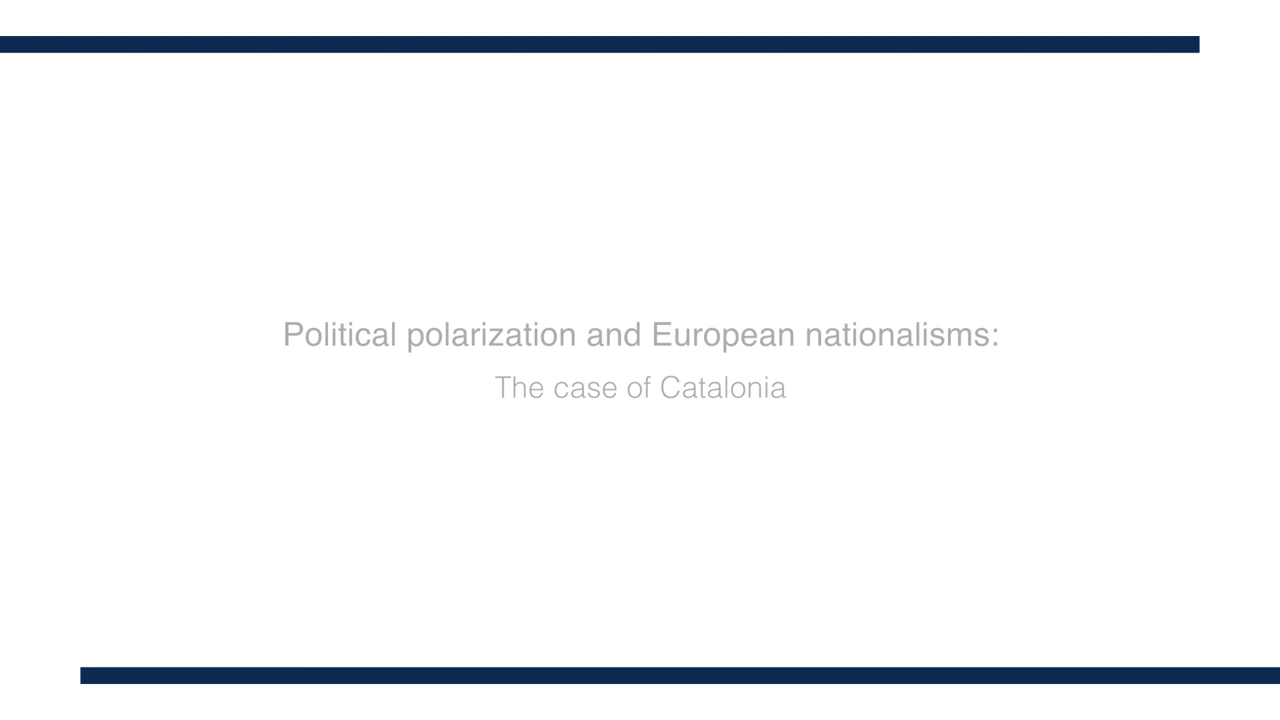 Political polarization and European nationalisms:
The case of Catalonia